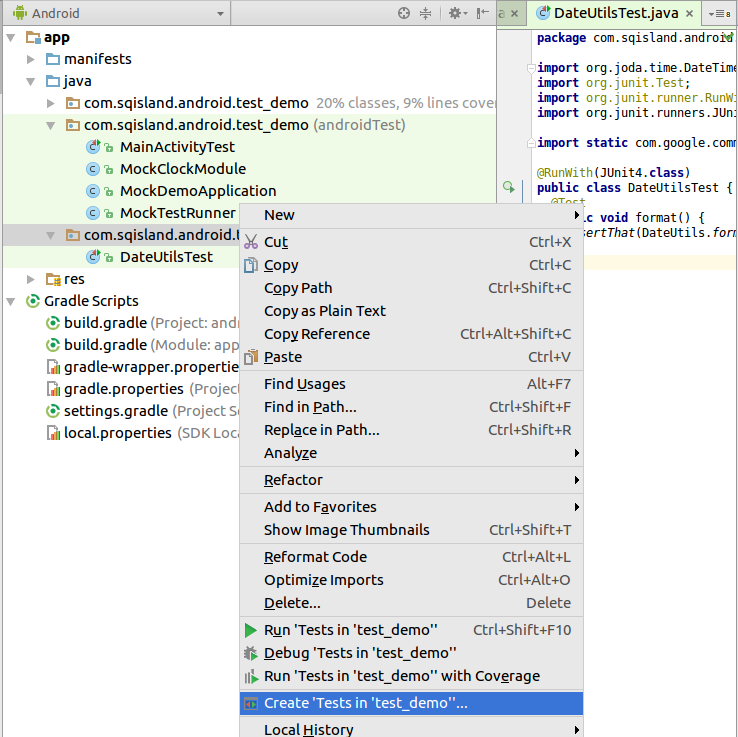 Android
app
manifests
java
com.sqisland.android.test_demo 20% classes, 9% lines cover
com.sqisland.android.test_demo (androidTest)
MainActivityTest
MockClockModule
MockDemoApplication
MockTestRunner
com.sqisland.android.t
DateUtilsTest
res
Gradle Scripts
build.gradle (Project: and
build.gradle (Module: app
gradle-wrapper.propertie
gradle.properties (Project
settings.gradle (Project Se
local.properties (SDK Loca
New
Cut Ctrl+X
Copy Ctrl+C
Copy Path Ctrl+Shift+C
Copy as Plain Text
Copy Reference Ctrl+Alt+Shift+C
Paste Ctrl+V
Find Usages Alt+F7
Find in Path... Ctrl+Shift+F
Replace in Path... Ctrl+Shift+R
Analyze
Refactor
Add to Favorites
Show Image Thumbnails Ctrl+Shift+T
Reformat Code Ctrl+Alt+L
Optimize Imports Ctrl+Alt+O
Delete... Delete
Run 'Tests in 'test_demo'' Ctrl+Shift+F10
Debug 'Tests in 'test_demo''
Run 'Tests in 'test_demo'' with Coverage
Create 'Tests in 'test_demo''...
Local History
a
DateUtilsTest.java
8
package com.sqisland.android
import org.joda.time.DateTime
import org.junit.Test;
import org.junit.runner.RunWi
import org.junit.runners.JUni
import static com.google.comm
@RunWith(JUnit4.class)
public class DateUtilsTest {
@Test
c void format() {
sertThat(DateUtils.form